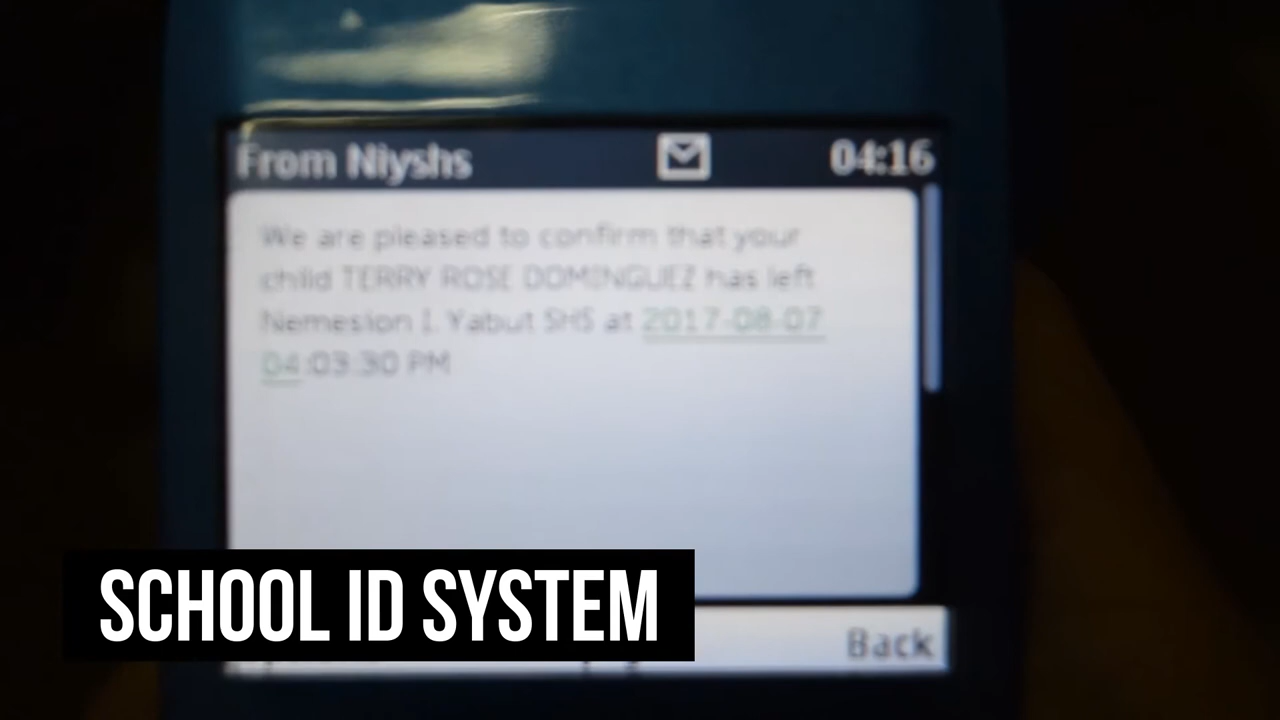 From Niyshs 04:16
We are pleased to confirm that your
child TERRY ROSE DOMINGUEZ has left
Nemesion I. Yabut SHS at 2017-08-07
04:03:30 PM
SCHOOL ID SYSTEM
Back